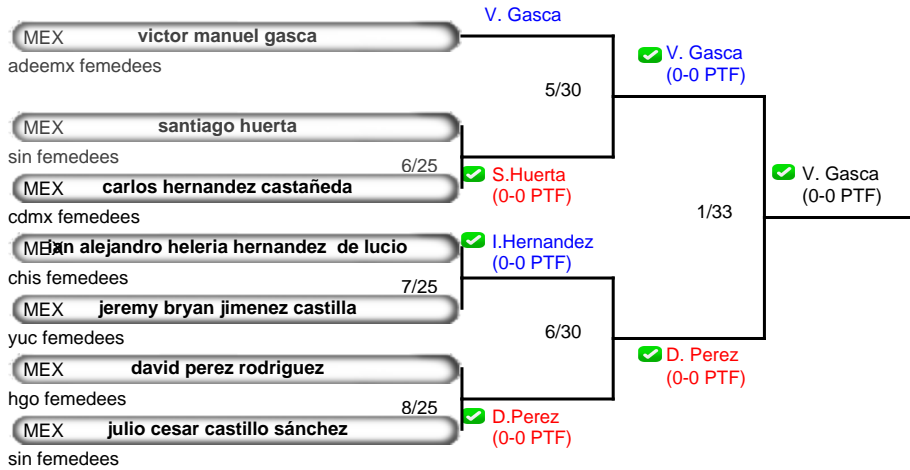 V. Gasca
MEX victor manuel gasca
adeemx femedees
V. Gasca
(0-0 PTF)
5/30
MEX santiago huerta
sin femedees
6/25
S.Huerta
(0-0 PTF)
MEX carlos hernandez castañeda
cdmx femedees
V. Gasca
(0-0 PTF)
1/33
MEX ian alejandro heleria hernandez de lucio
chis femedees
I.Hernandez
(0-0 PTF)
7/25
MEX jeremy bryan jimenez castilla
yuc femedees
6/30
MEX david perez rodriguez
hgo femedees
D. Perez
(0-0 PTF)
8/25
D.Perez
(0-0 PTF)
MEX julio cesar castillo sánchez
sin femedees